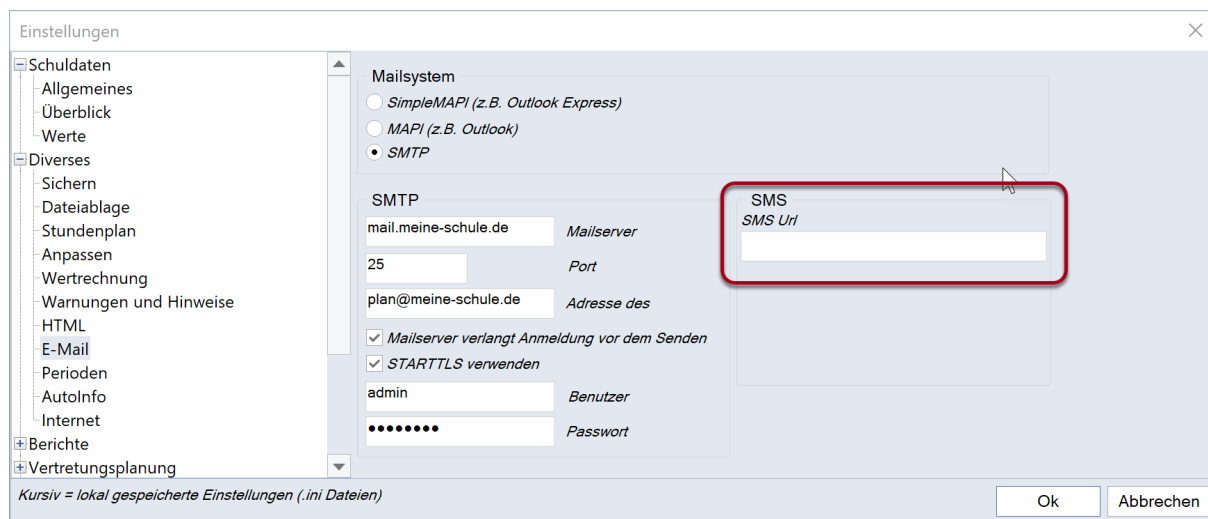 Einstellungen
Schuldaten
Allgemeines
Überblick
Werte
Diverses
Sichern
Dateiablage
Stundenplan
Anpassen
Wertrechnung
Warnungen und Hinweise
HTML
E-Mail
Perioden
AutoInfo
Internet
Berichte
Vertretungsplanung
Mailsystem
SimpleMAPI (z.B. Outlook Express)
MAPI (z.B. Outlook)
SMTP
SMTP
mail.meine-schule.de Mailserver
25 Port
plan@meine-schule.de Adresse des
Mailserver verlangt Anmeldung vor dem Senden
STARTTLS verwenden
admin Benutzer
●●●●●●●● Passwort
SMS
SMS Url
Kursiv = lokal gespeicherte Einstellungen (.ini Dateien)
Ok Abbrechen